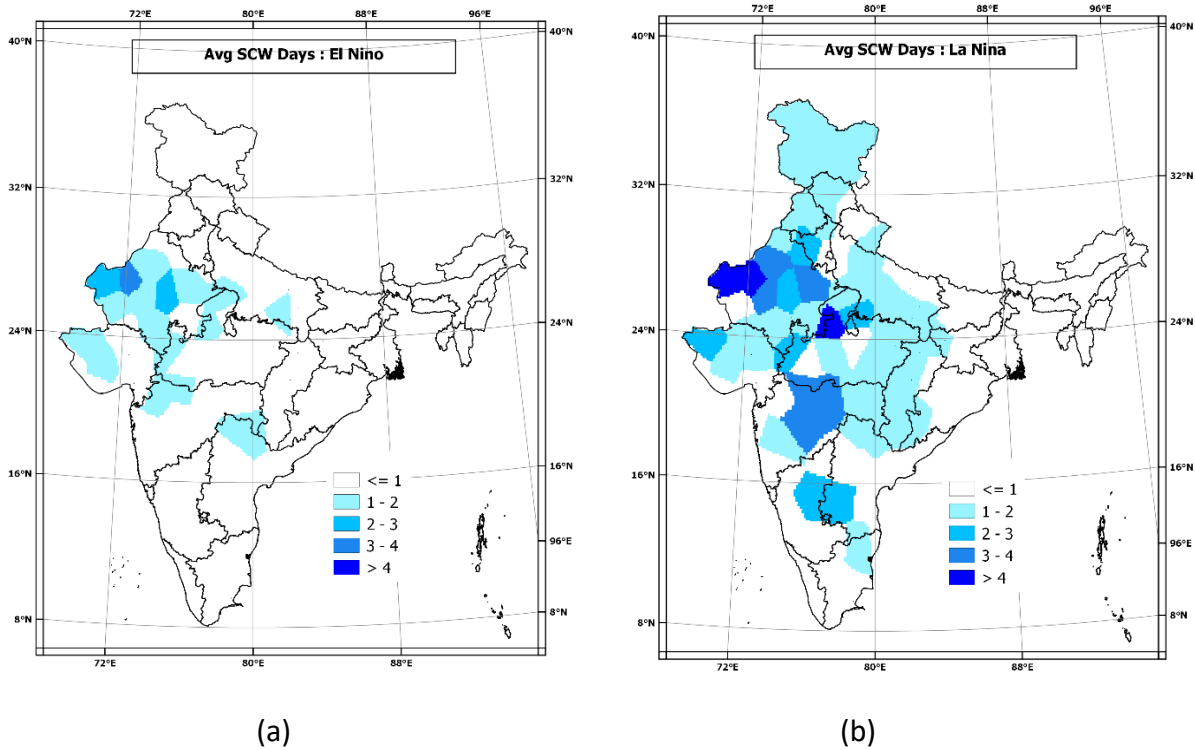 72°E 80°E 88°E 96°E
40°N 40°N
Avg SCW Days : El Nino
32°N 32°N
24°N 24°N
16°N 16°N
<= 1
1 - 2
2 - 3
3 - 4
> 4
96°E
8°N 8°N
72°E 80°E 88°E
(a)
72°E 80°E 88°E 96°E
40°N 40°N
Avg SCW Days : La Nina
32°N 32°N
24°N 24°N
16°N 16°N
<= 1
1 - 2
2 - 3
3 - 4
> 4
96°E
8°N 8°N
72°E 80°E 88°E
(b)